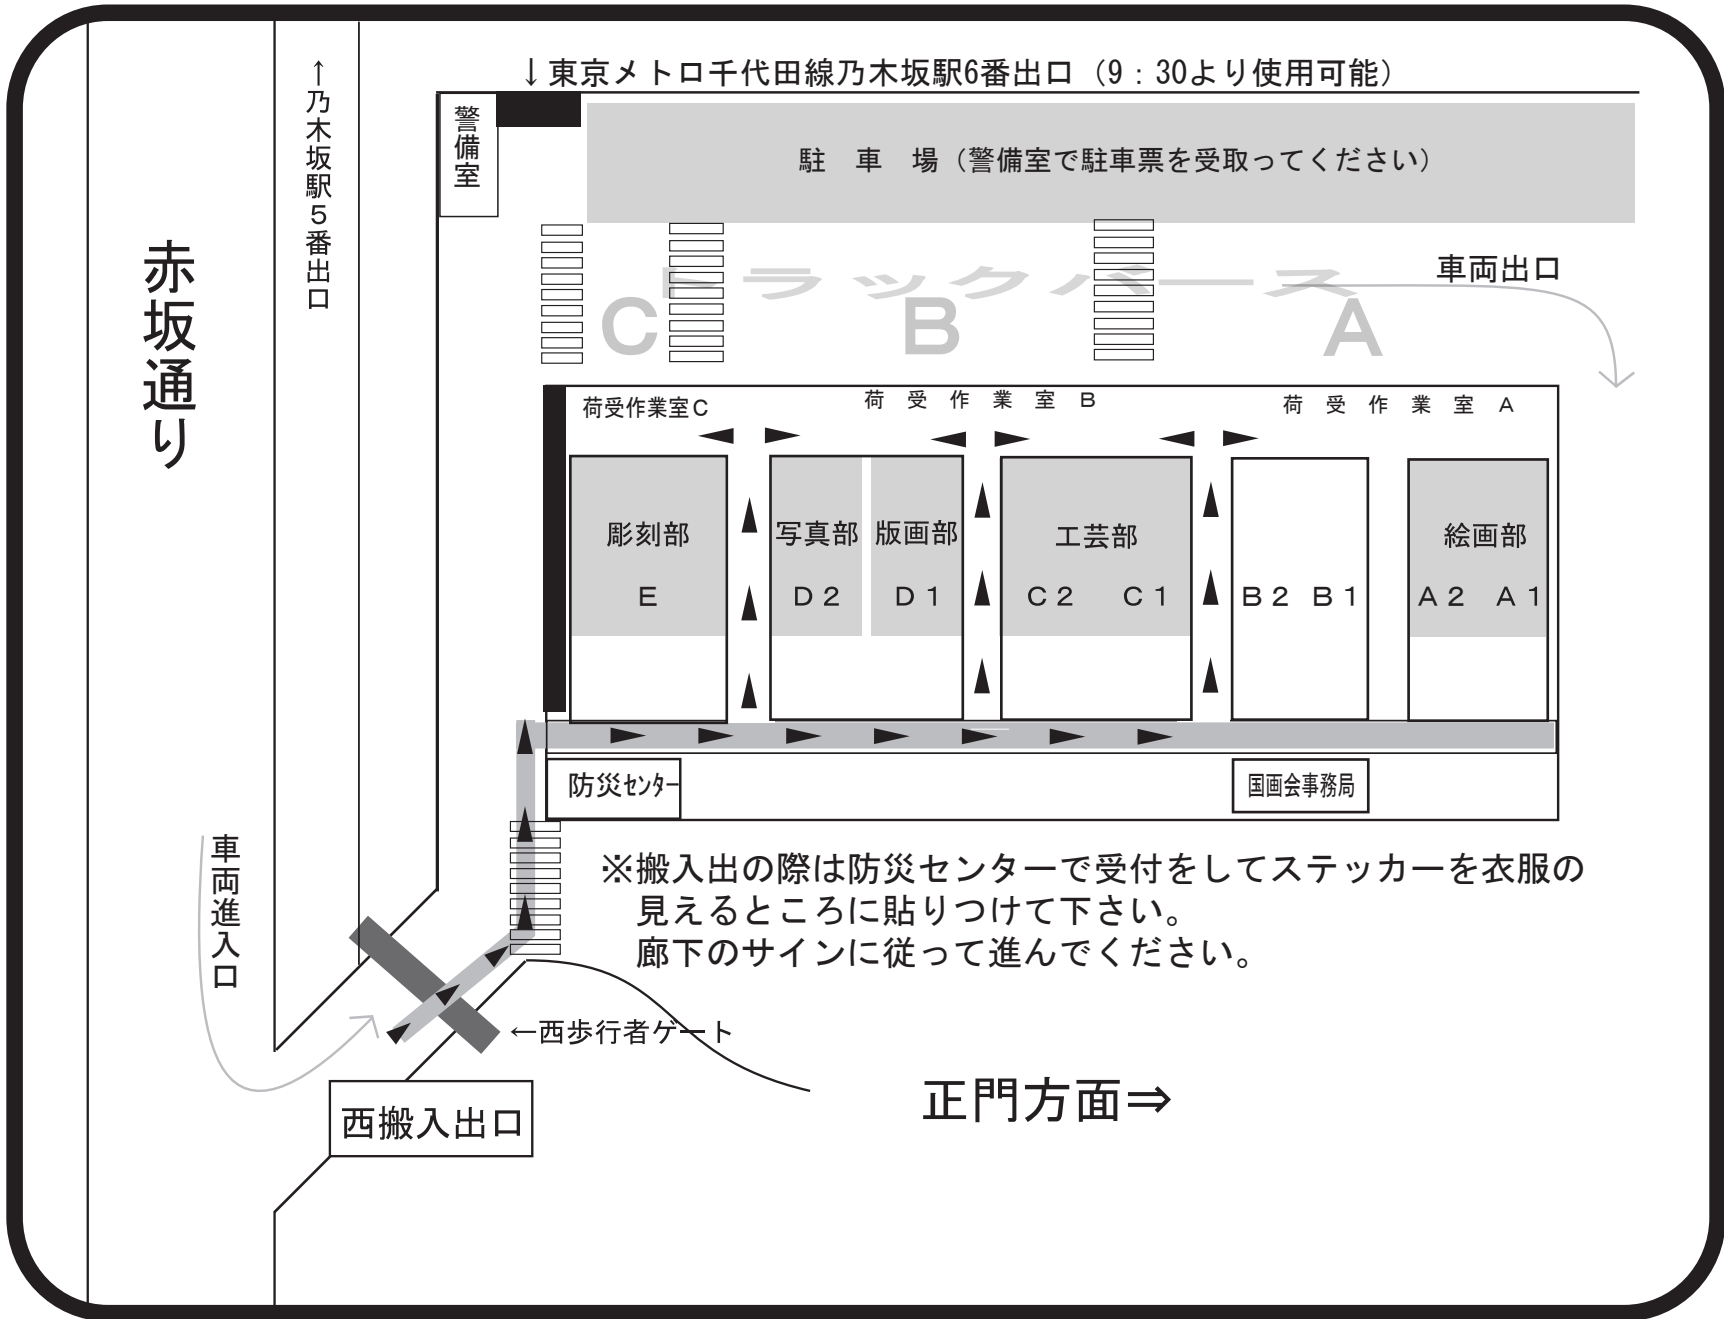 ↓東京メトロ千代田線乃木坂駅6番出口（9：30より使用可能）
↑乃木坂駅5番出口
警備室
駐　車　場（警備室で駐車票を受取ってください）
赤坂通り
トラックバース
車両出口
C
B
A
荷受作業室C
荷受作業室B
荷受作業室A
彫刻部
写真部
版画部
工芸部
絵画部
E
D2
D1
C2　C1
B2　B1
A2　A1
防災センター
国画会事務局
車両進入口
※搬入出の際は防災センターで受付をしてステッカーを衣服の
見えるところに貼りつけて下さい。
廊下のサインに従って進んでください。
←西歩行者ゲート
正門方面⇒
西搬入出口